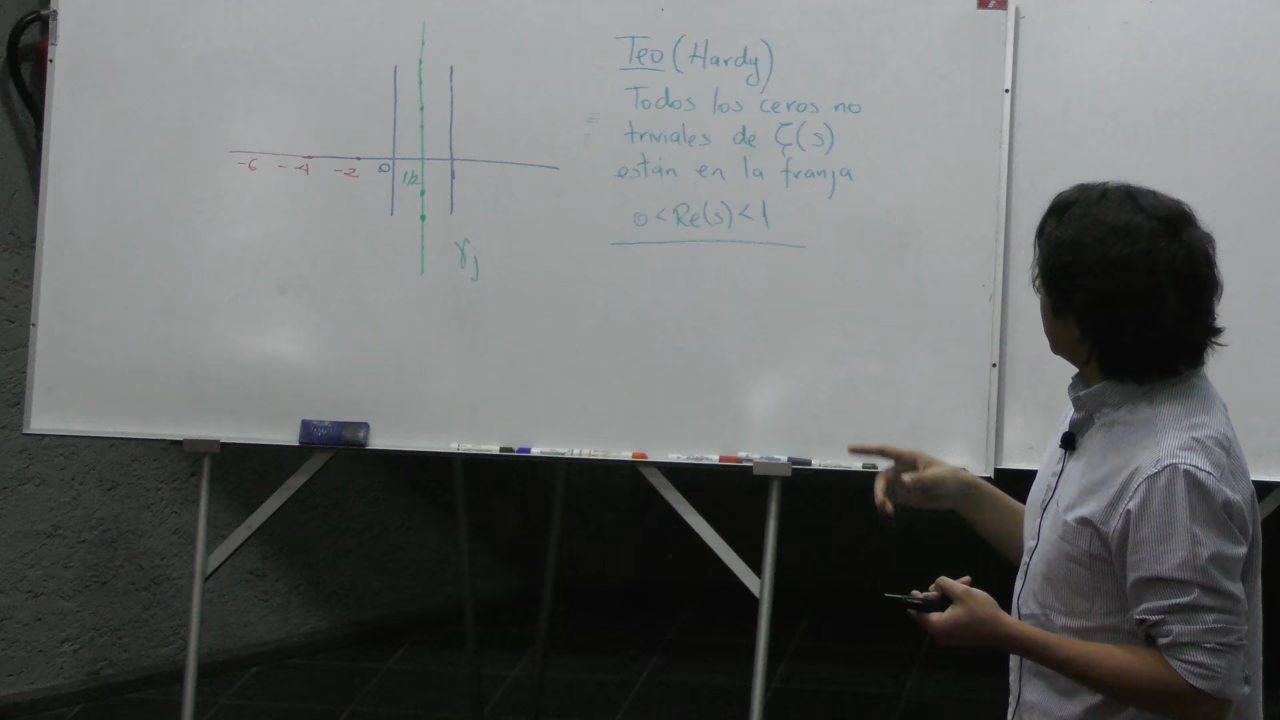 Teo (Hardy)
Todos los ceros no
triviales de ζ(s)
están en la franja
0 < Re(s) < 1
-6 -4 -2 0 1/2
γj